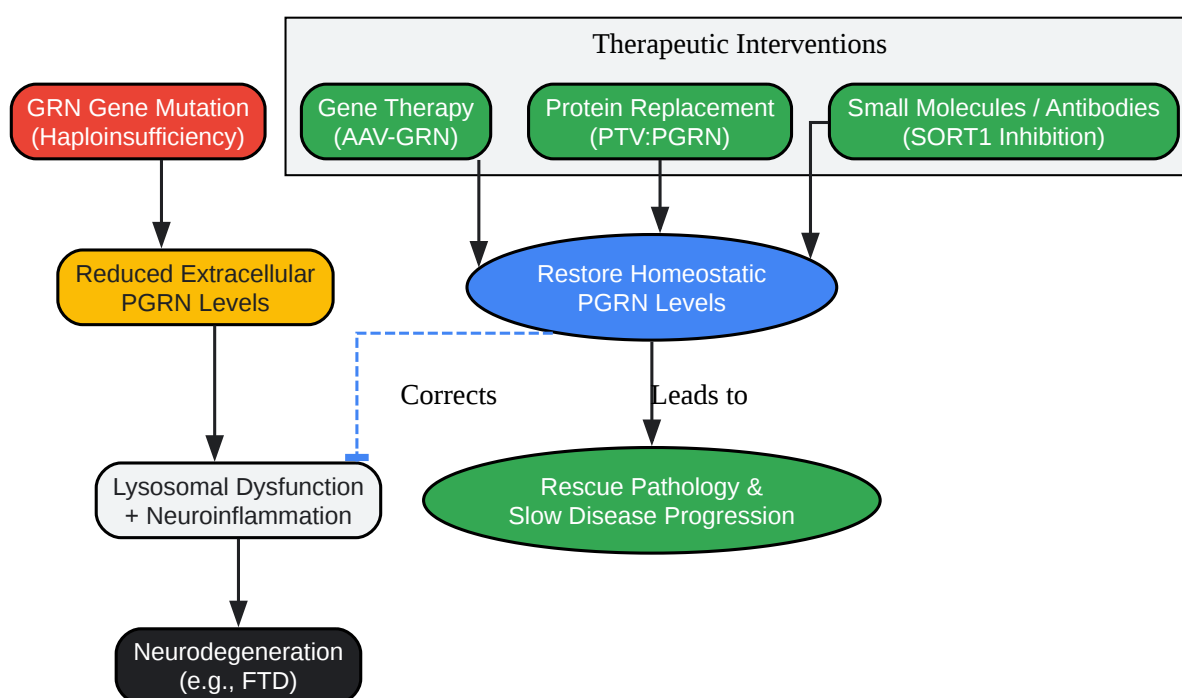 Therapeutic Interventions
GRN Gene Mutation
(Haploinsufficiency)
Gene Therapy
(AAV-GRN)
Protein Replacement
(PTV:PGRN)
Small Molecules / Antibodies
(SORT1 Inhibition)
Reduced Extracellular
PGRN Levels
Restore Homeostatic
PGRN Levels
Corrects
Leads to
Lysosomal Dysfunction
+ Neuroinflammation
Rescue Pathology &
Slow Disease Progression
Neurodegeneration
(e.g., FTD)